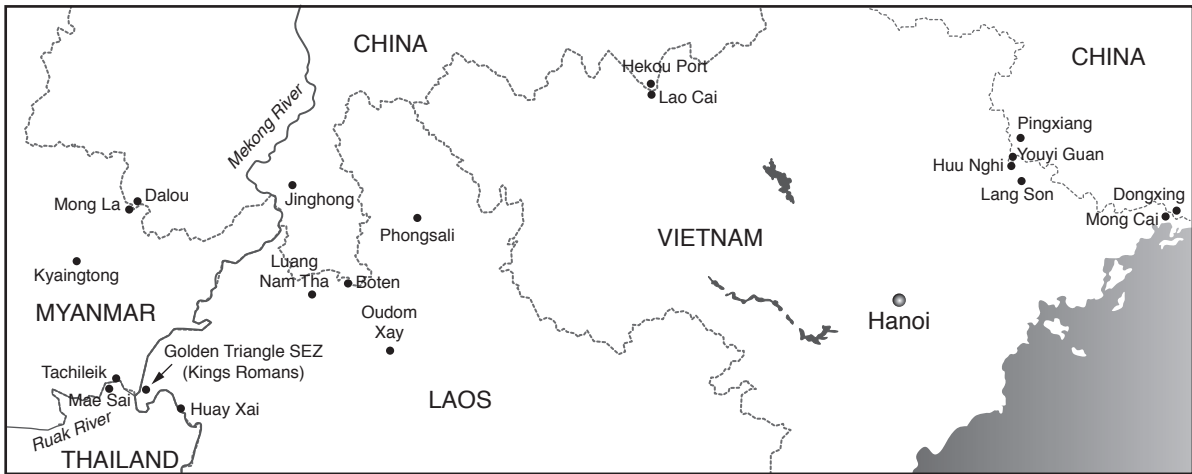 CHINA
Hekou Port
Lao Cai
CHINA
Pingxiang
Youyi Guan
Huu Nghi
Lang Son
Dongxing
Mong Cai
Mekong River
Jinghong
Dalou
Mong La
Phongsali
VIETNAM
Kyaingtong
Luang
Nam Tha
Boten
MYANMAR
Oudom
Xay
Hanoi
Golden Triangle SEZ
(Kings Romans)
Tachileik
Mae Sai
Huay Xai
LAOS
Ruak River
THAILAND